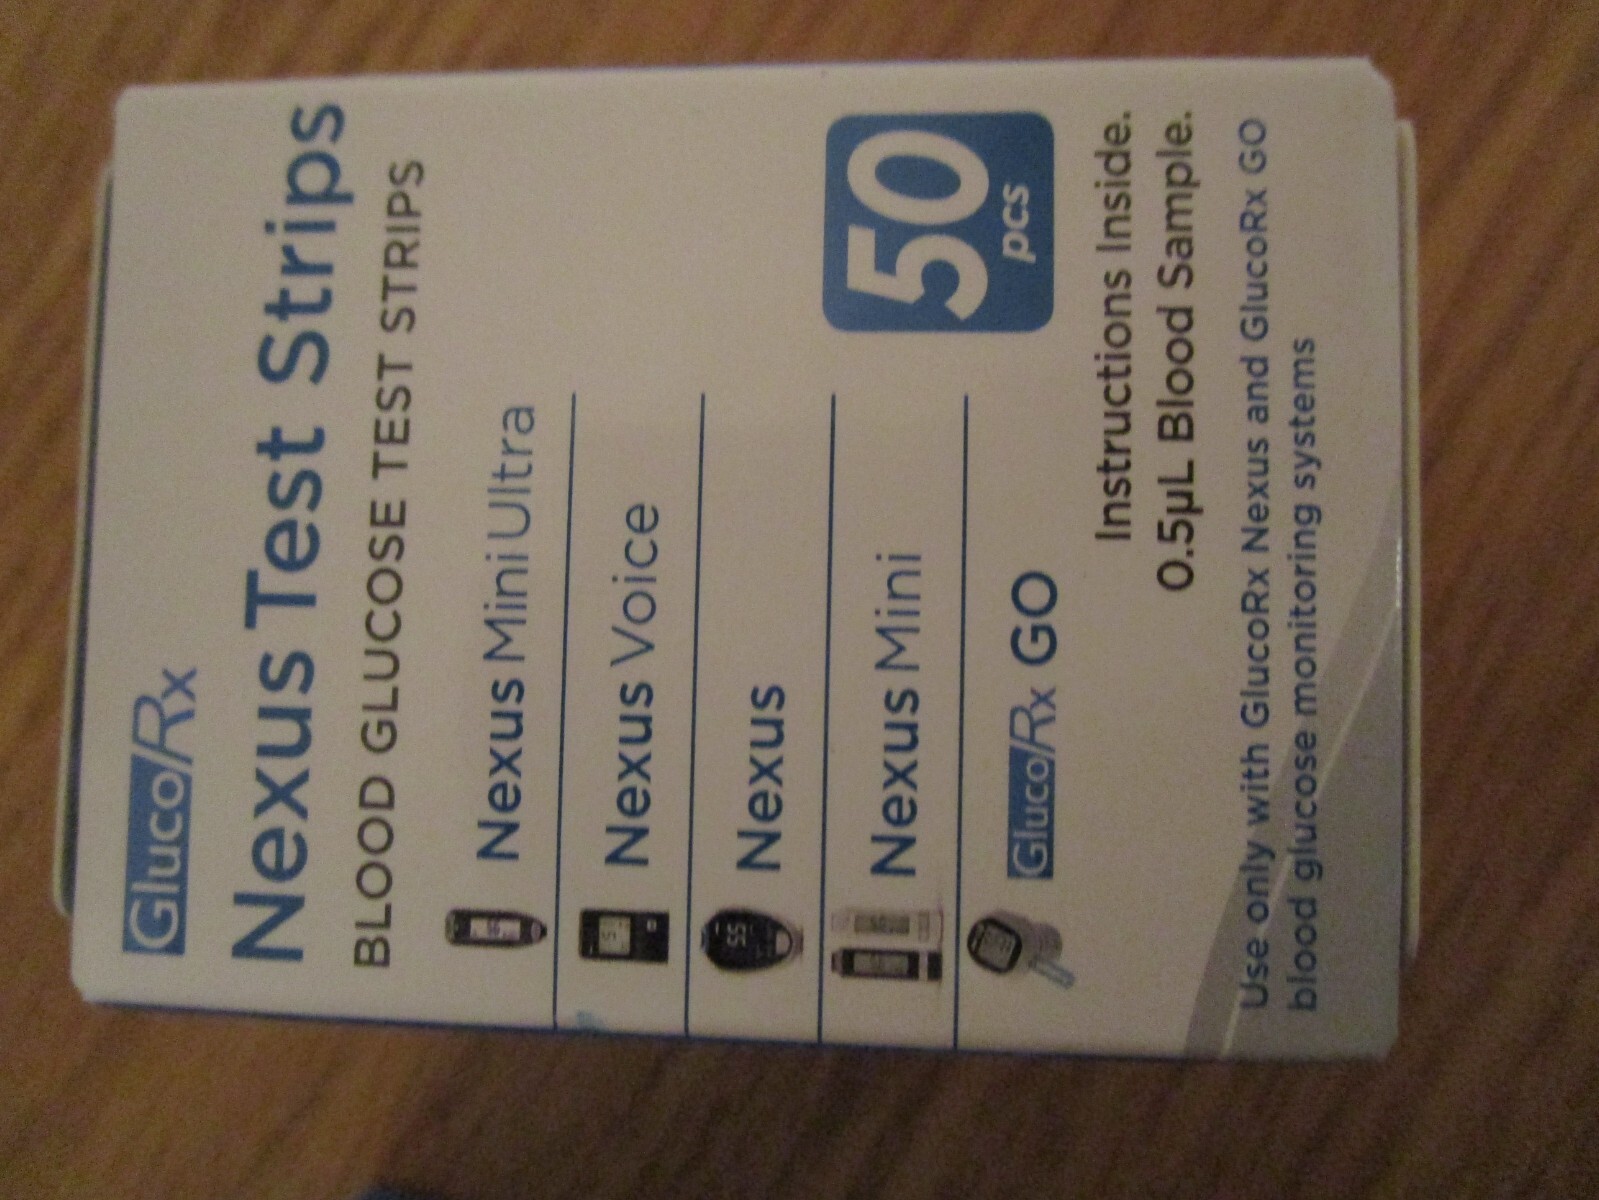 GlucoRx
Nexus Test Strips
BLOOD GLUCOSE TEST STRIPS
Nexus Mini Ultra
Nexus Voice
Nexus
Nexus Mini
GlucoRx GO
50
pcs
Instructions Inside.
0.5µL Blood Sample.
Use only with GlucoRx Nexus and GlucoRx GO
blood glucose monitoring systems